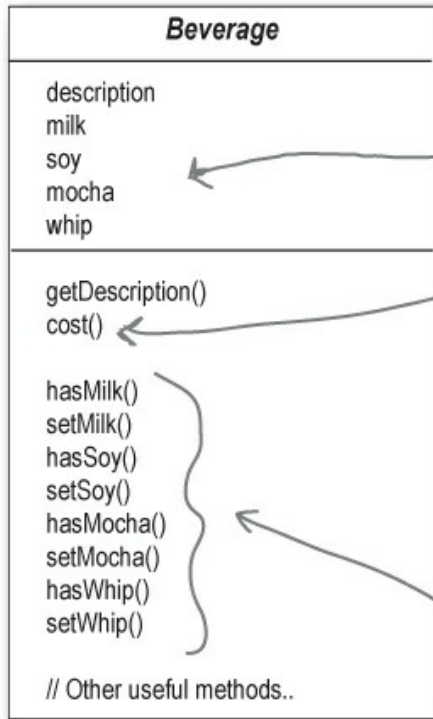 Beverage
description
milk
soy
mocha
whip
getDescription()
cost()
hasMilk()
setMilk()
hasSoy()
setSoy()
hasMocha()
setMocha()
hasWhip()
setWhip()
// Other useful methods..